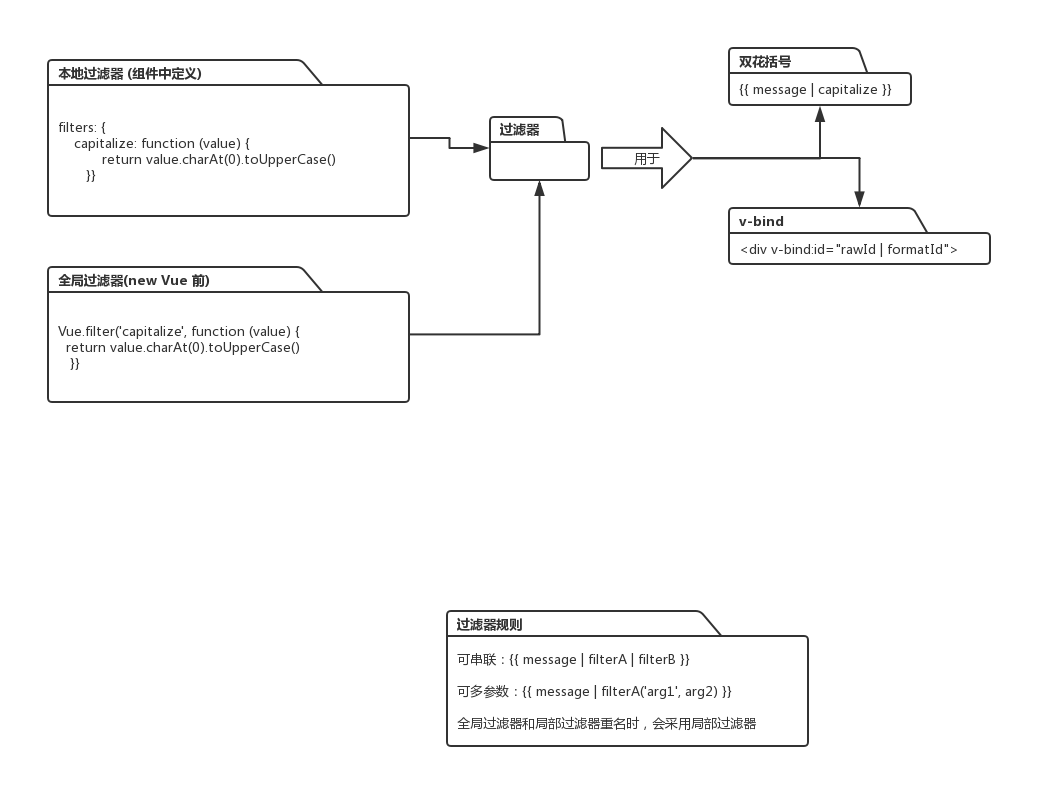 本地过滤器 (组件中定义)
filters: {
capitalize: function (value) {
return value.charAt(0).toUpperCase()
}}
全局过滤器(new Vue 前)
Vue.filter('capitalize', function (value) {
return value.charAt(0).toUpperCase()
}}
过滤器
用于
双花括号
{{ message | capitalize }}
v-bind
<div v-bind:id="rawId | formatId">
过滤器规则
可串联：{{ message | filterA | filterB }}
可多参数：{{ message | filterA('arg1', arg2) }}
全局过滤器和局部过滤器重名时，会采用局部过滤器